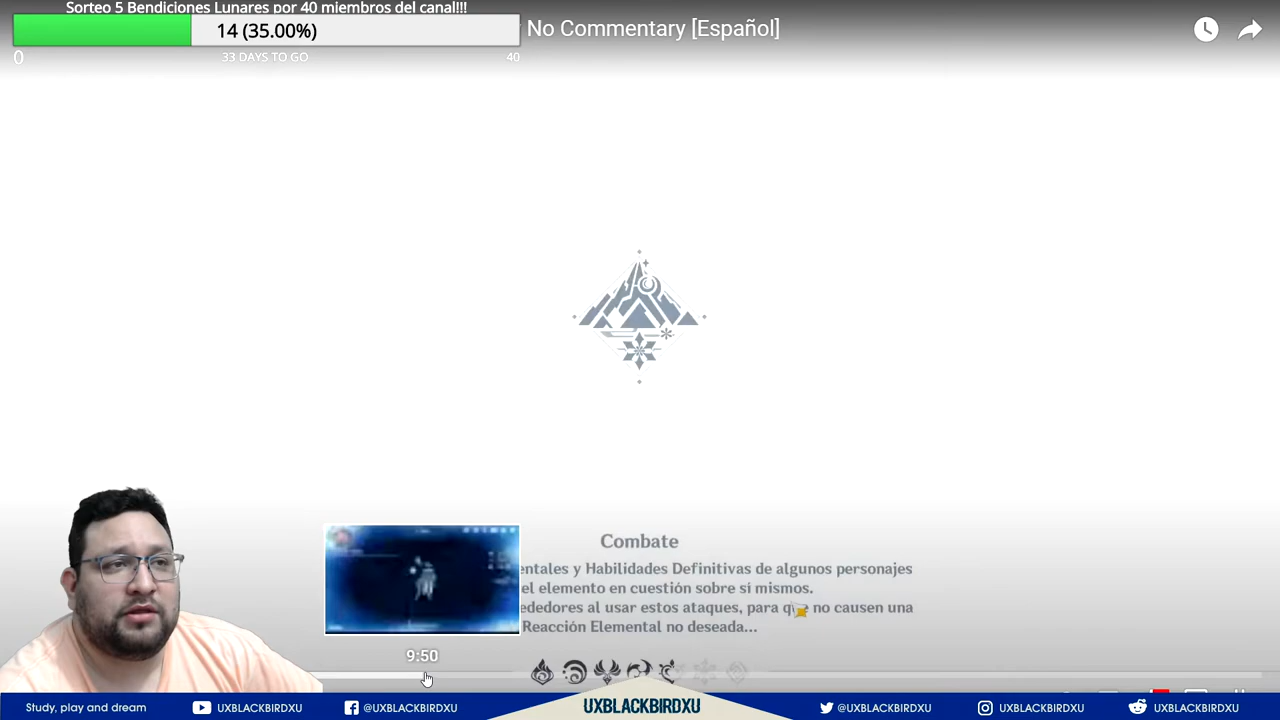 Sorteo 5 Bendiciones Lunares por 40 miembros del canal!!!
14 (35.00%)
No Commentary [Español]
0
33 DAYS TO GO
40
Combate
entales y Habilidades Definitivas de algunos personajes
el elemento en cuestión sobre sí mismos.
ededores al usar estos ataques, para que no causen una
Reacción Elemental no deseada...
9:50
Study, play and dream
UXBLACKBIRDXU
@UXBLACKBIRDXU
UXBLACKBIRDXU
@UXBLACKBIRDXU
UXBLACKBIRDXU
UXBLACKBIRDXU